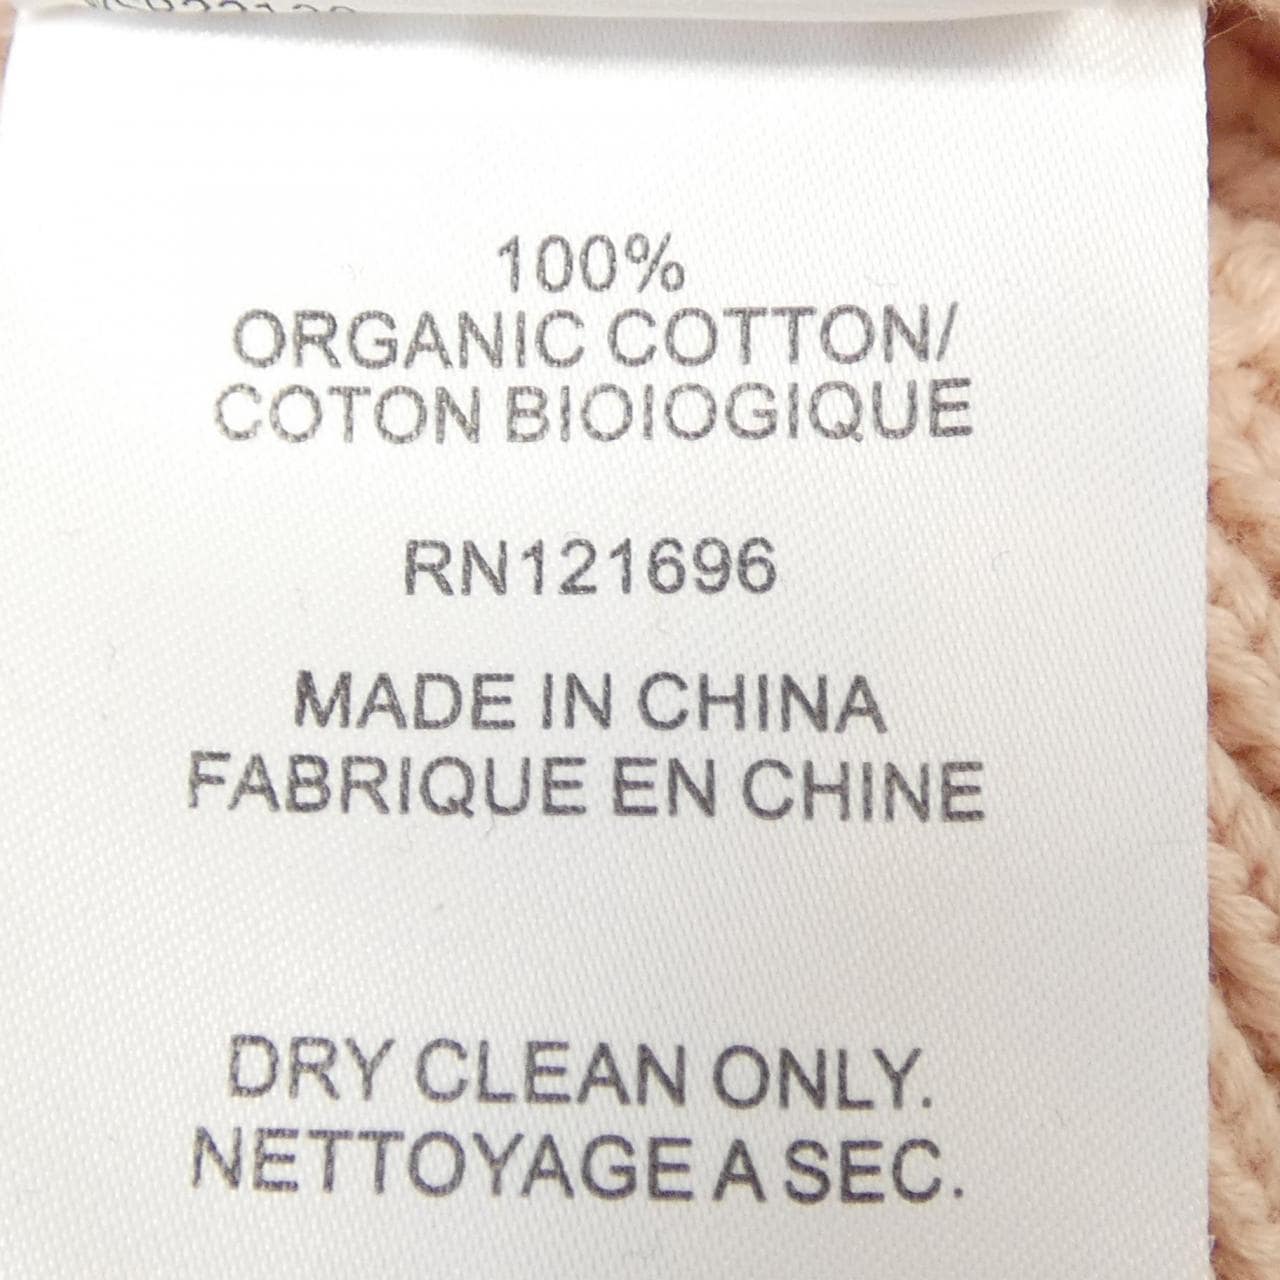 100%
ORGANIC COTTON/
COTON BIOIOGIQUE
RN121696
MADE IN CHINA
FABRIQUE EN CHINE
DRY CLEAN ONLY.
NETTOYAGE A SEC.